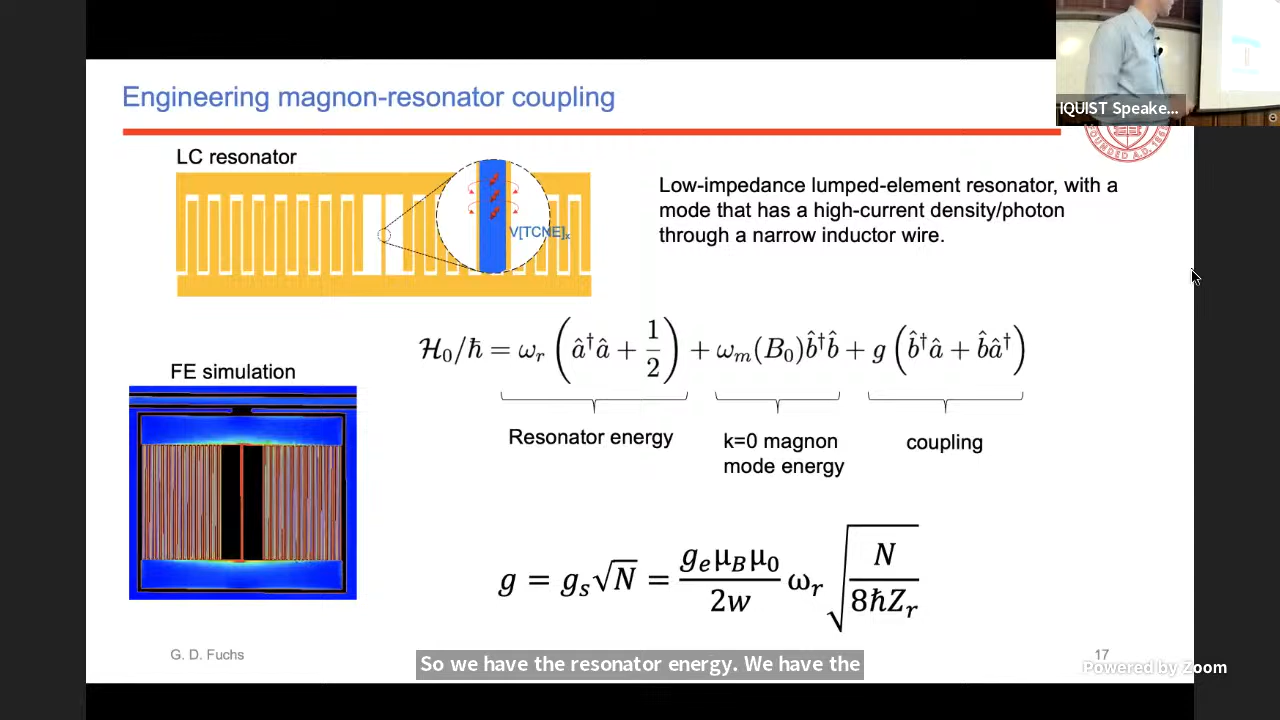 IQUIST Speake...
Engineering magnon-resonator coupling
FOUNDED A.D. 186
LC resonator
V[TCNE]ₓ
Low-impedance lumped-element resonator, with a
mode that has a high-current density/photon
through a narrow inductor wire.
ℋ₀/ħ = ωᵣ (â†â + 1/2) + ωₘ(B₀)b̂†b̂ + g (b̂†â + b̂â†)
FE simulation
Resonator energy
k=0 magnon
mode energy
coupling
g = gₛ√N = gₑμ_Bμ₀/2w ωᵣ √(N/8ħZᵣ)
G. D. Fuchs
17
So we have the resonator energy. We have the
Powered by Zoom